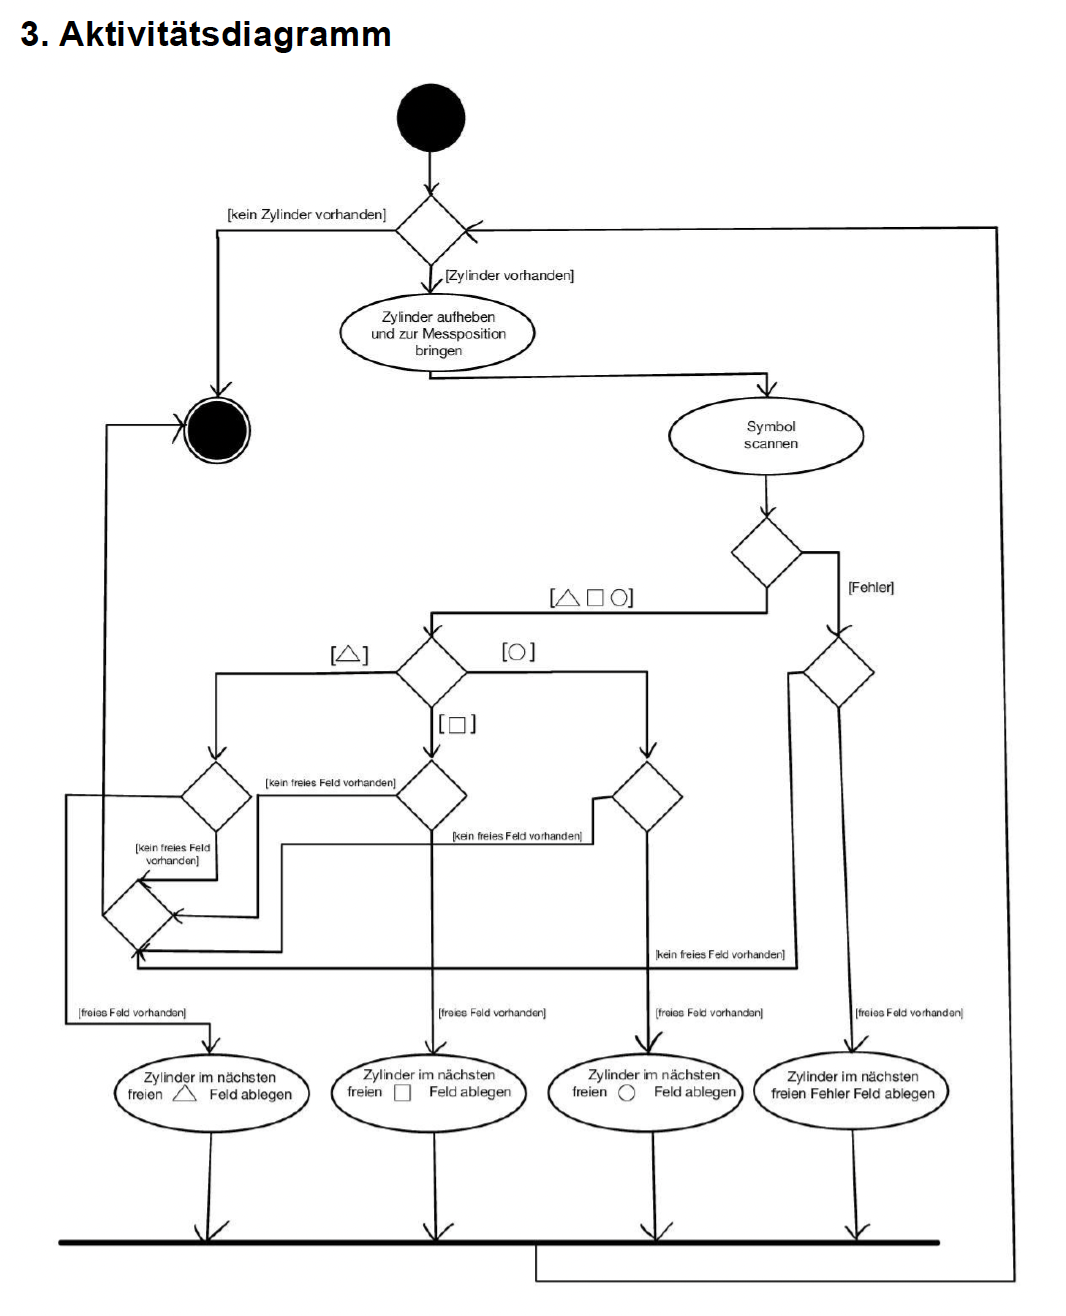 3. Aktivitätsdiagramm
[kein Zylinder vorhanden]
[Zylinder vorhanden]
Zylinder aufheben
und zur Messposition
bringen
Symbol
scannen
[Fehler]
[△ □ ○]
[△]
[○]
[□]
[kein freies Feld vorhanden]
[kein freies Feld vorhanden]
[kein freies Feld
vorhanden]
[kein freies Feld vorhanden]
[freies Feld vorhanden]
[freies Feld vorhanden]
[freies Feld vorhanden]
[freies Feld vorhanden]
Zylinder im nächsten
freien △ Feld ablegen
Zylinder im nächsten
freien □ Feld ablegen
Zylinder im nächsten
freien ○ Feld ablegen
Zylinder im nächsten
freien Fehler Feld ablegen